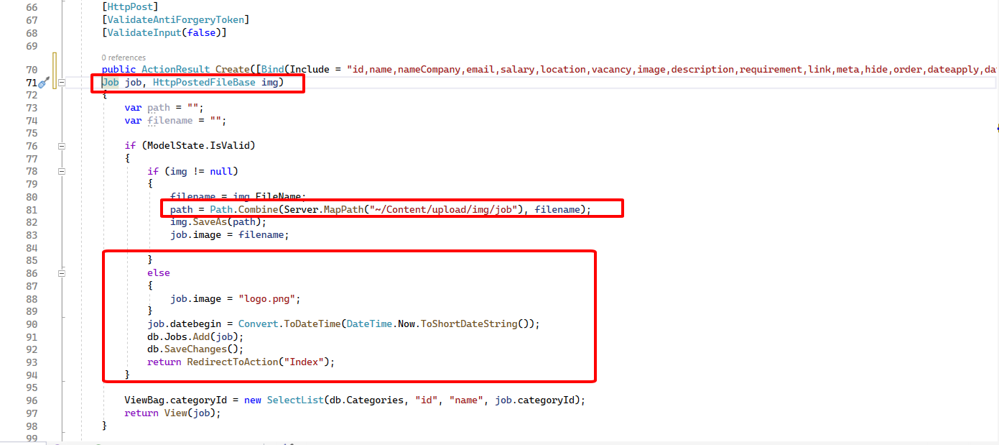 66 [HttpPost]
67 [ValidateAntiForgeryToken]
68 [ValidateInput(false)]
69
0 references
70 public ActionResult Create([Bind(Include = "id,name,nameCompany,email,salary,location,vacancy,image,description,requirement,link,meta,hide,order,dateapply,da
71 Job job, HttpPostedFileBase img)
72 {
73 var path = "";
74 var filename = "";
75
76 if (ModelState.IsValid)
77 {
78 if (img != null)
79 {
80 filename = img.FileName;
81 path = Path.Combine(Server.MapPath("~/Content/upload/img/job"), filename);
82 img.SaveAs(path);
83 job.image = filename;
84
85 }
86 else
87 {
88 job.image = "logo.png";
89 }
90 job.datebegin = Convert.ToDateTime(DateTime.Now.ToShortDateString());
91 db.Jobs.Add(job);
92 db.SaveChanges();
93 return RedirectToAction("Index");
94 }
95
96 ViewBag.categoryId = new SelectList(db.Categories, "id", "name", job.categoryId);
97 return View(job);
98 }
99